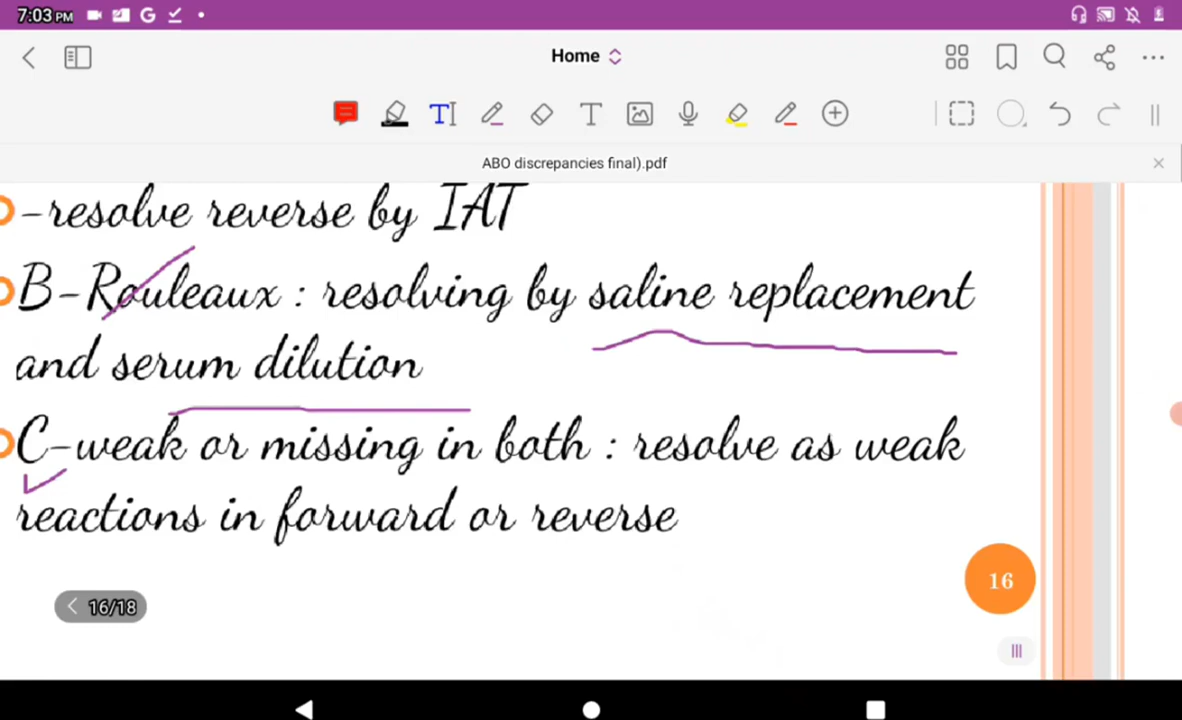 7:03 PM
Home
ABO discrepancies final).pdf
-resolve reverse by IAT
B-Rouleaux : resolving by saline replacement
and serum dilution
C-weak or missing in both : resolve as weak
reactions in forward or reverse
16
16/18